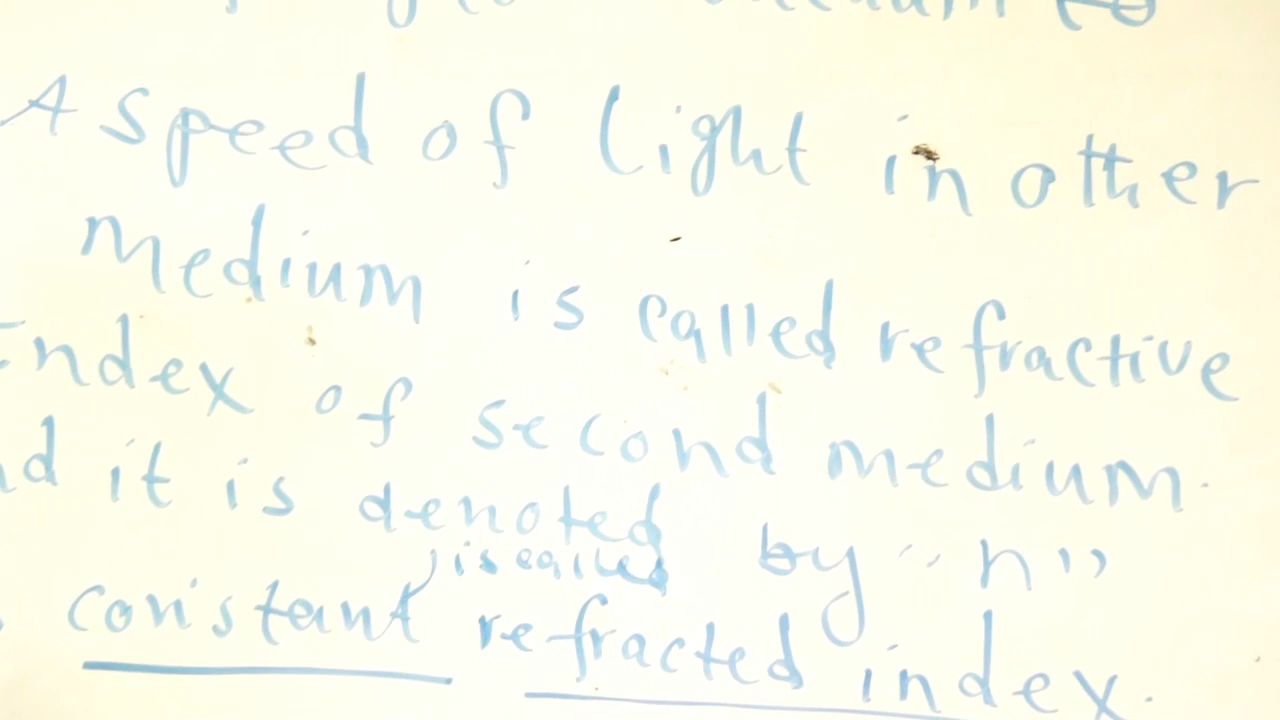 A speed of light in other
medium is called refractive
Index of second medium.
it is denoted by "n"
is called
constant refracted index.